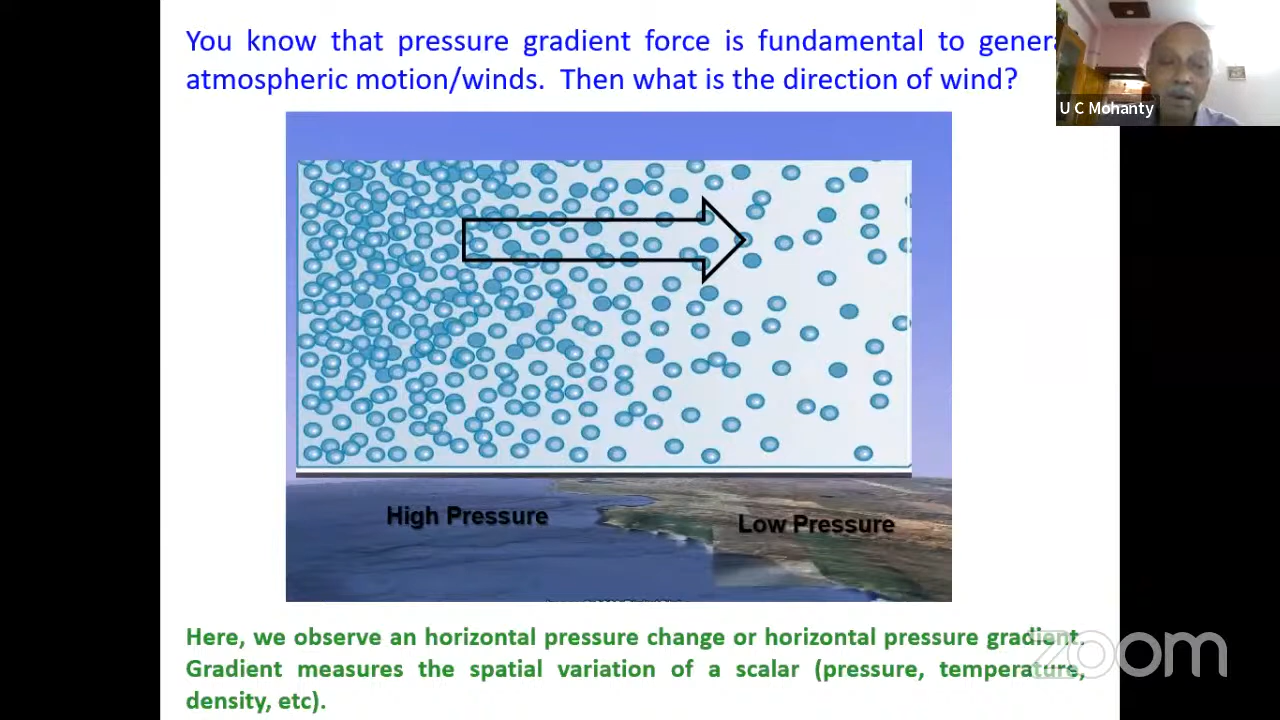 You know that pressure gradient force is fundamental to genera
atmospheric motion/winds. Then what is the direction of wind?
U C Mohanty
High Pressure
Low Pressure
Here, we observe an horizontal pressure change or horizontal pressure gradient.
Gradient measures the spatial variation of a scalar (pressure, temperature,
density, etc).
zoom